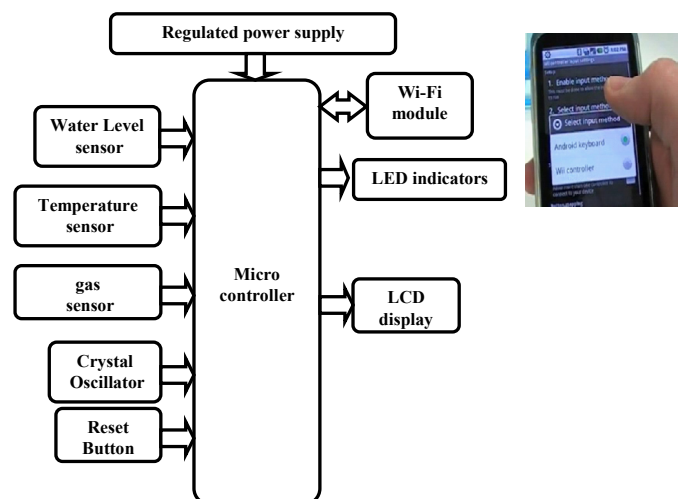 Regulated power supply
Water Level
sensor
Temperature
sensor
gas
sensor
Crystal
Oscillator
Reset
Button
Micro
controller
Wi-Fi
module
LED indicators
LCD
display
1. Enable input method
2. Select input method
Select input method
Android keyboard
Wii controller